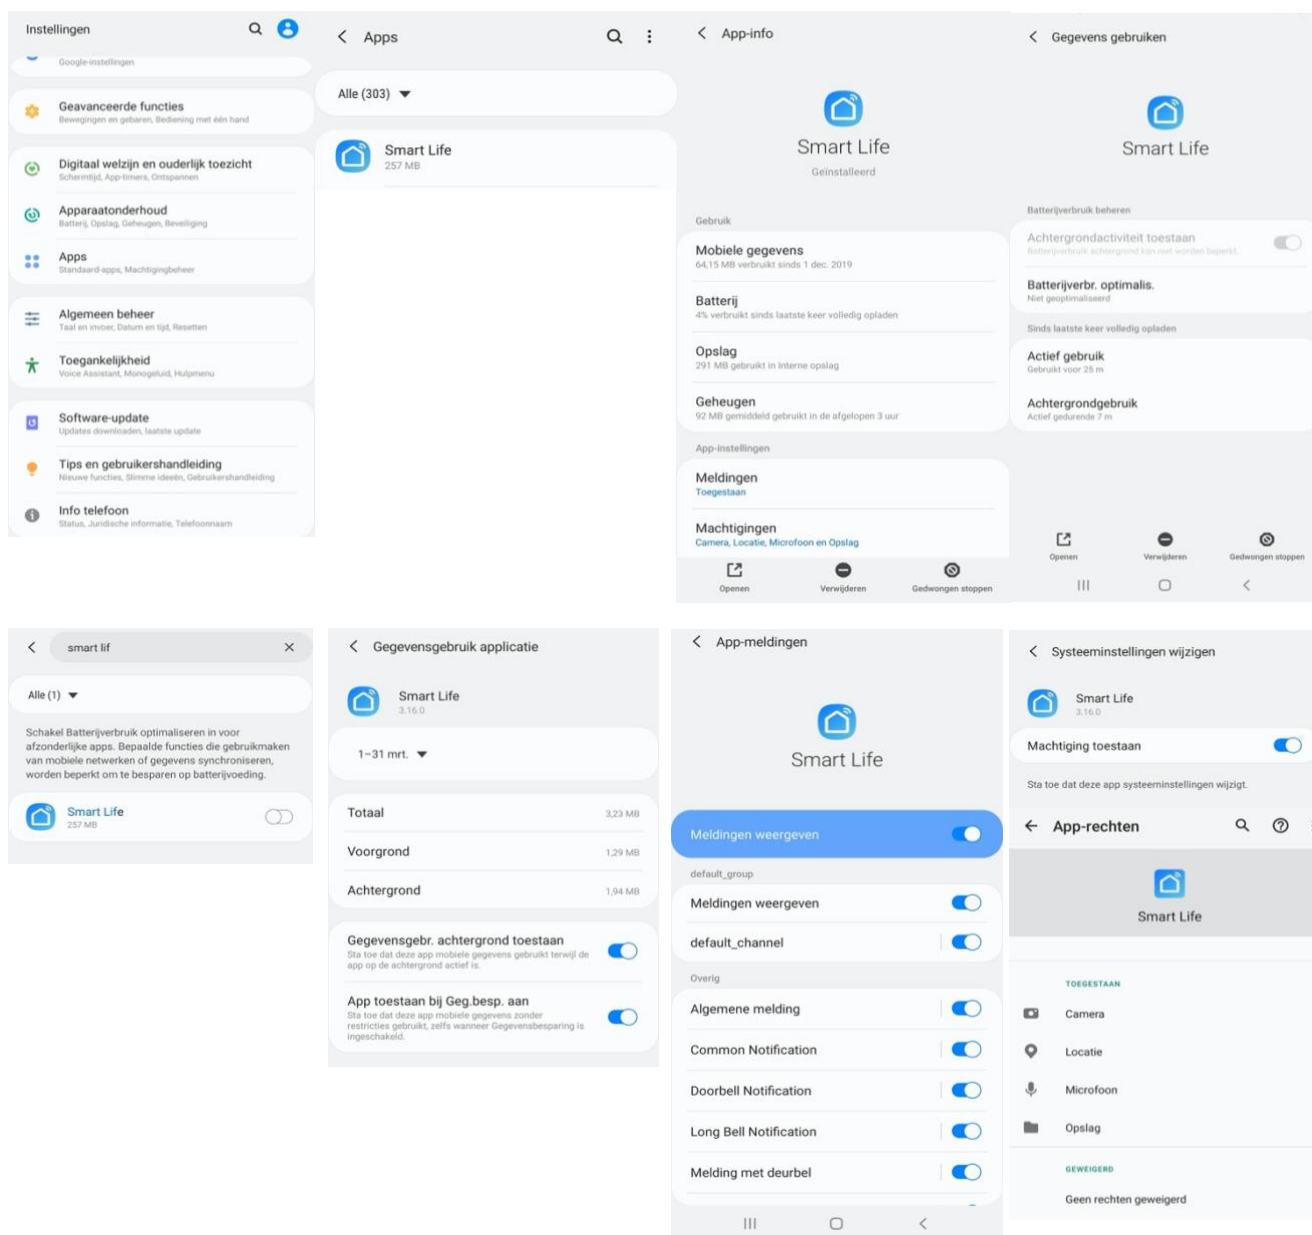 Instellingen
Google-instellingen
Geavanceerde functies
Bewegingen en gebaren, Bediening met één hand
Digitaal welzijn en ouderlijk toezicht
Schermtijd, App-timers, Ontspannen
Apparaatonderhoud
Batterij, Opslag, Geheugen, Beveiliging
Apps
Standaard-apps, Machtigingbeheer
Algemeen beheer
Taal en invoer, Datum en tijd, Resetten
Toegankelijkheid
Voice Assistant, Monogeluid, Hulpmenu
Software-update
Updates downloaden, laatste update
Tips en gebruikershandleiding
Nieuwe functies, Slimme ideeën, Gebruikershandleiding
Info telefoon
Status, Juridische informatie, Telefoonnaam
Apps
Alle (303)
Smart Life
257 MB
App-info
Smart Life
Geïnstalleerd
Gebruik
Mobiele gegevens
64,15 MB verbruikt sinds 1 dec. 2019
Batterij
4% verbruikt sinds laatste keer volledig opladen
Opslag
291 MB gebruikt in Interne opslag
Geheugen
92 MB gemiddeld gebruikt in de afgelopen 3 uur
App-instellingen
Meldingen
Toegestaan
Machtigingen
Camera, Locatie, Microfoon en Opslag
Openen
Verwijderen
Gedwongen stoppen
Gegevens gebruiken
Smart Life
Batterijverbruik beheren
Achtergrondactiviteit toestaan
Batterijverbruik achtergrond kan niet worden beperkt.
Batterijverbr. optimalis.
Niet geoptimaliseerd
Sinds laatste keer volledig opladen
Actief gebruik
Gebruikt voor 25 m
Achtergrondgebruik
Actief gedurende 7 m
Openen
Verwijderen
Gedwongen stoppen
smart lif
Alle (1)
Schakel Batterijverbruik optimaliseren in voor
afzonderlijke apps. Bepaalde functies die gebruikmaken
van mobiele netwerken of gegevens synchroniseren,
worden beperkt om te besparen op batterijvoeding.
Smart Life
257 MB
Gegevensgebruik applicatie
Smart Life
3.16.0
1–31 mrt.
Totaal
3,23 MB
Voorgrond
1,29 MB
Achtergrond
1,94 MB
Gegevensgebr. achtergrond toestaan
Sta toe dat deze app mobiele gegevens gebruikt terwijl de
app op de achtergrond actief is.
App toestaan bij Geg.besp. aan
Sta toe dat deze app mobiele gegevens zonder
restricties gebruikt, zelfs wanneer Gegevensbesparing is
ingeschakeld.
App-meldingen
Smart Life
Meldingen weergeven
default_group
Meldingen weergeven
default_channel
Overig
Algemene melding
Common Notification
Doorbell Notification
Long Bell Notification
Melding met deurbel
Systeeminstellingen wijzigen
Smart Life
3.16.0
Machtiging toestaan
Sta toe dat deze app systeeminstellingen wijzigt.
App-rechten
Smart Life
TOEGESTAAN
Camera
Locatie
Microfoon
Opslag
GEWEIGERD
Geen rechten geweigerd